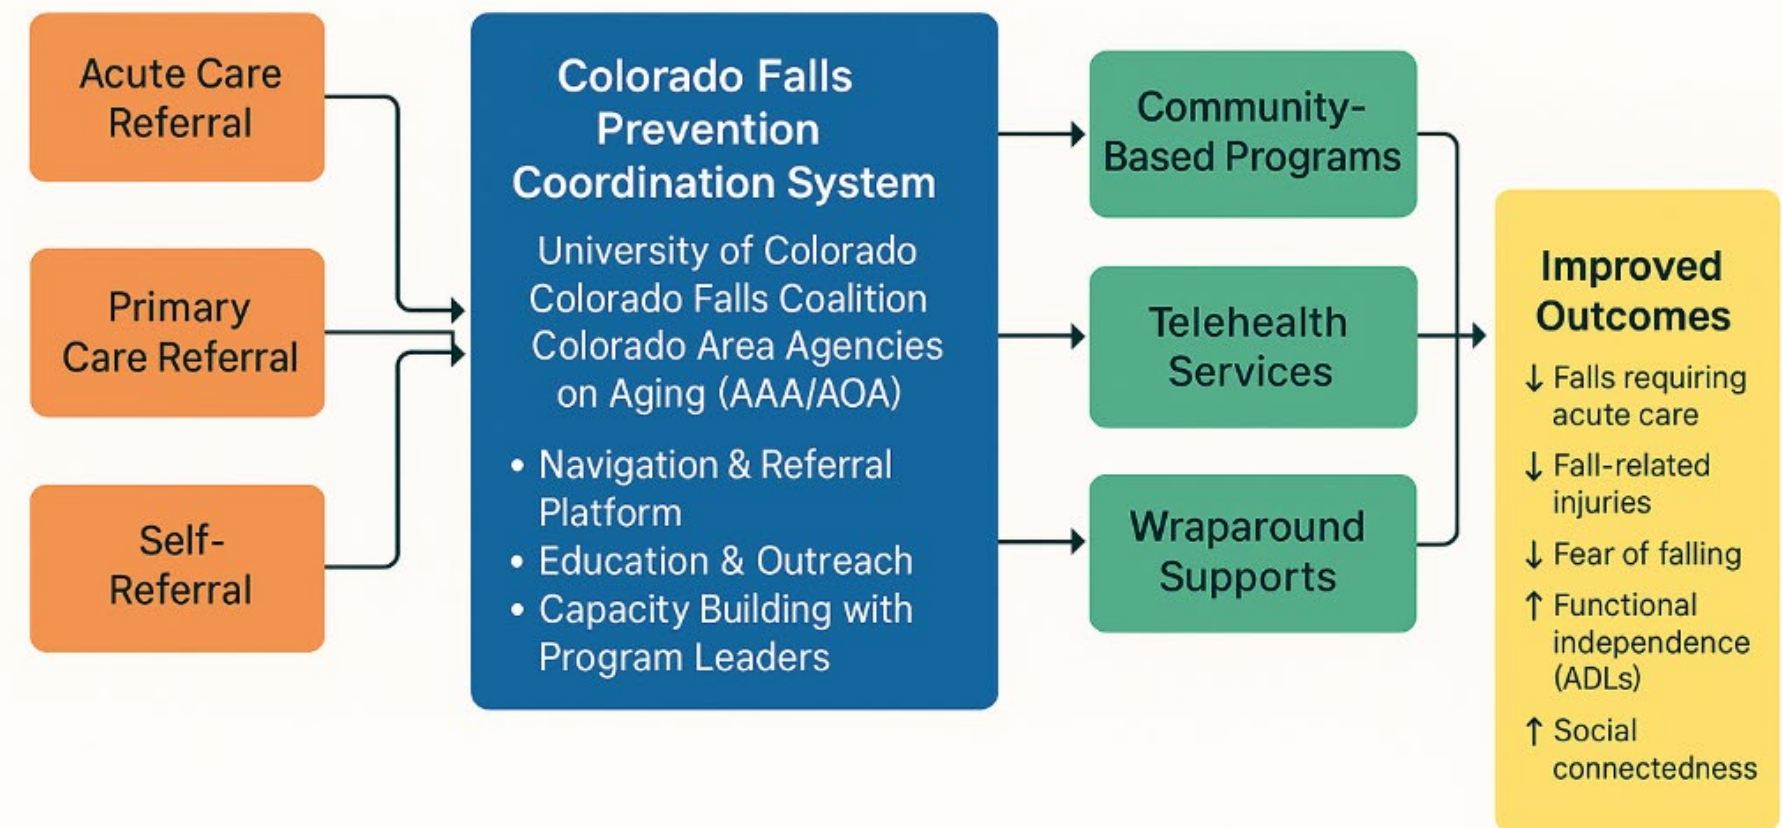 Acute Care
Referral
Primary
Care Referral
Self-
Referral
Colorado Falls
Prevention
Coordination System
University of Colorado
Colorado Falls Coalition
Colorado Area Agencies
on Aging (AAA/AOA)
• Navigation & Referral
Platform
• Education & Outreach
• Capacity Building with
Program Leaders
Community-
Based Programs
Telehealth
Services
Wraparound
Supports
Improved
Outcomes
↓ Falls requiring
acute care
↓ Fall-related
injuries
↓ Fear of falling
↑ Functional
independence
(ADLs)
↑ Social
connectedness